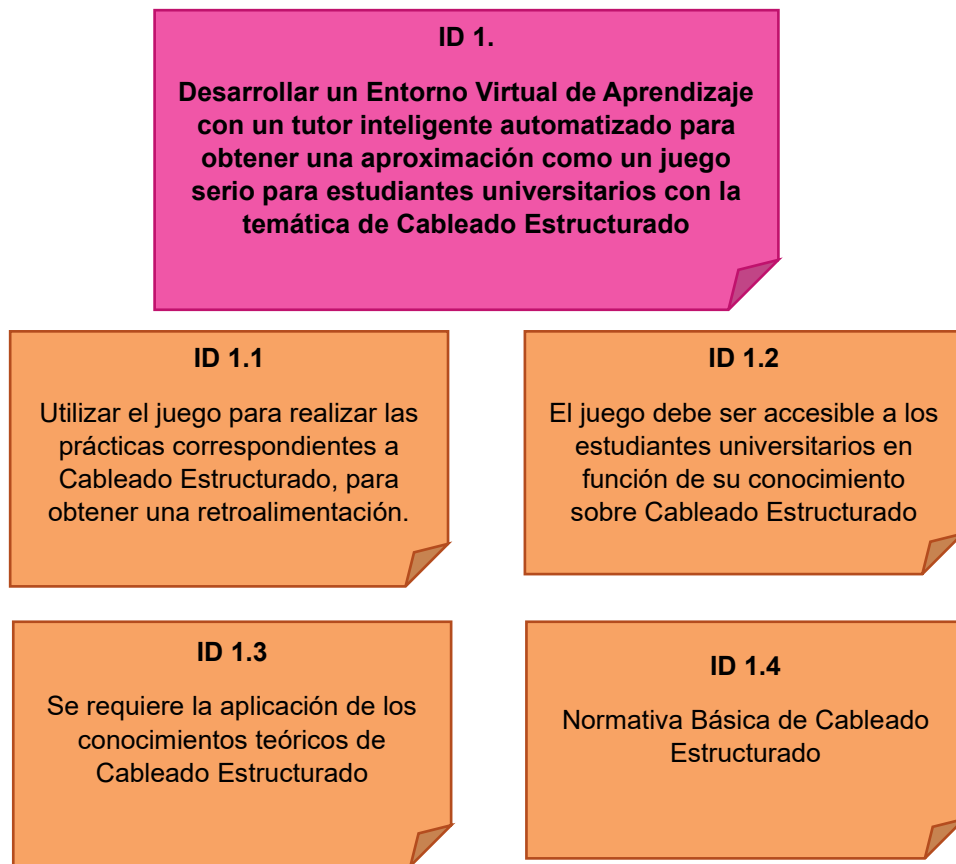 ID 1.
Desarrollar un Entorno Virtual de Aprendizaje
con un tutor inteligente automatizado para
obtener una aproximación como un juego
serio para estudiantes universitarios con la
temática de Cableado Estructurado
ID 1.1
Utilizar el juego para realizar las
prácticas correspondientes a
Cableado Estructurado, para
obtener una retroalimentación.
ID 1.2
El juego debe ser accesible a los
estudiantes universitarios en
función de su conocimiento
sobre Cableado Estructurado
ID 1.3
Se requiere la aplicación de los
conocimientos teóricos de
Cableado Estructurado
ID 1.4
Normativa Básica de Cableado
Estructurado